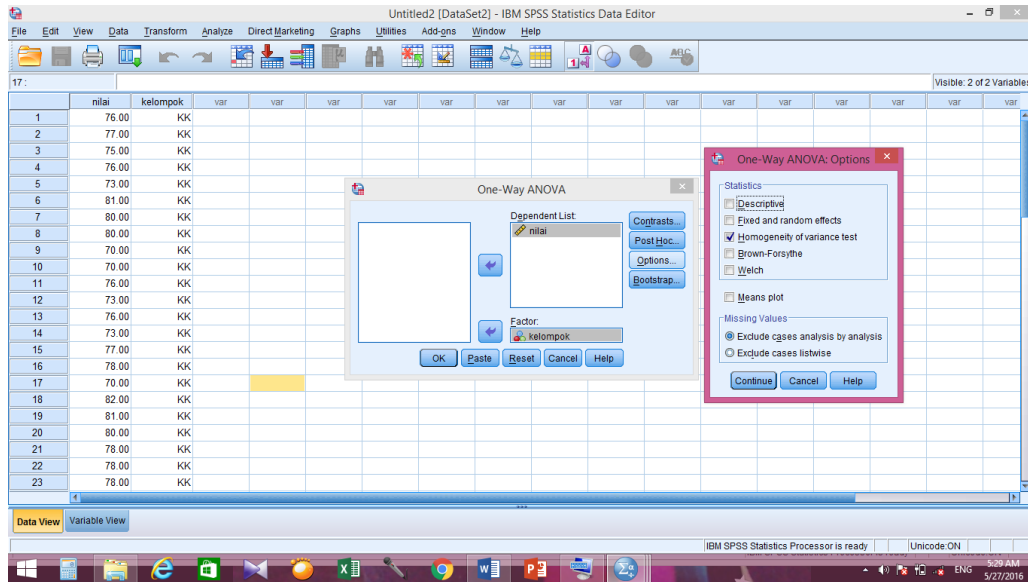 Untitled2 [DataSet2] - IBM SPSS Statistics Data Editor
File Edit View Data Transform Analyze Direct Marketing Graphs Utilities Add-ons Window Help
17 :
Visible: 2 of 2 Variables
nilai kelompok var var var var var var var var var var var var var var var
1 76.00 KK
2 77.00 KK
3 75.00 KK
4 76.00 KK
5 73.00 KK
6 81.00 KK
7 80.00 KK
8 80.00 KK
9 70.00 KK
10 70.00 KK
11 76.00 KK
12 73.00 KK
13 76.00 KK
14 73.00 KK
15 77.00 KK
16 78.00 KK
17 70.00 KK
18 82.00 KK
19 81.00 KK
20 80.00 KK
21 78.00 KK
22 78.00 KK
23 78.00 KK
One-Way ANOVA
Dependent List:
nilai
Factor:
kelompok
Contrasts...
Post Hoc...
Options...
Bootstrap...
OK Paste Reset Cancel Help
One-Way ANOVA: Options
Statistics
Descriptive
Fixed and random effects
Homogeneity of variance test
Brown-Forsythe
Welch
Means plot
Missing Values
Exclude cases analysis by analysis
Exclude cases listwise
Continue Cancel Help
Data View Variable View
IBM SPSS Statistics Processor is ready Unicode:ON
ENG
5:29 AM
5/27/2016